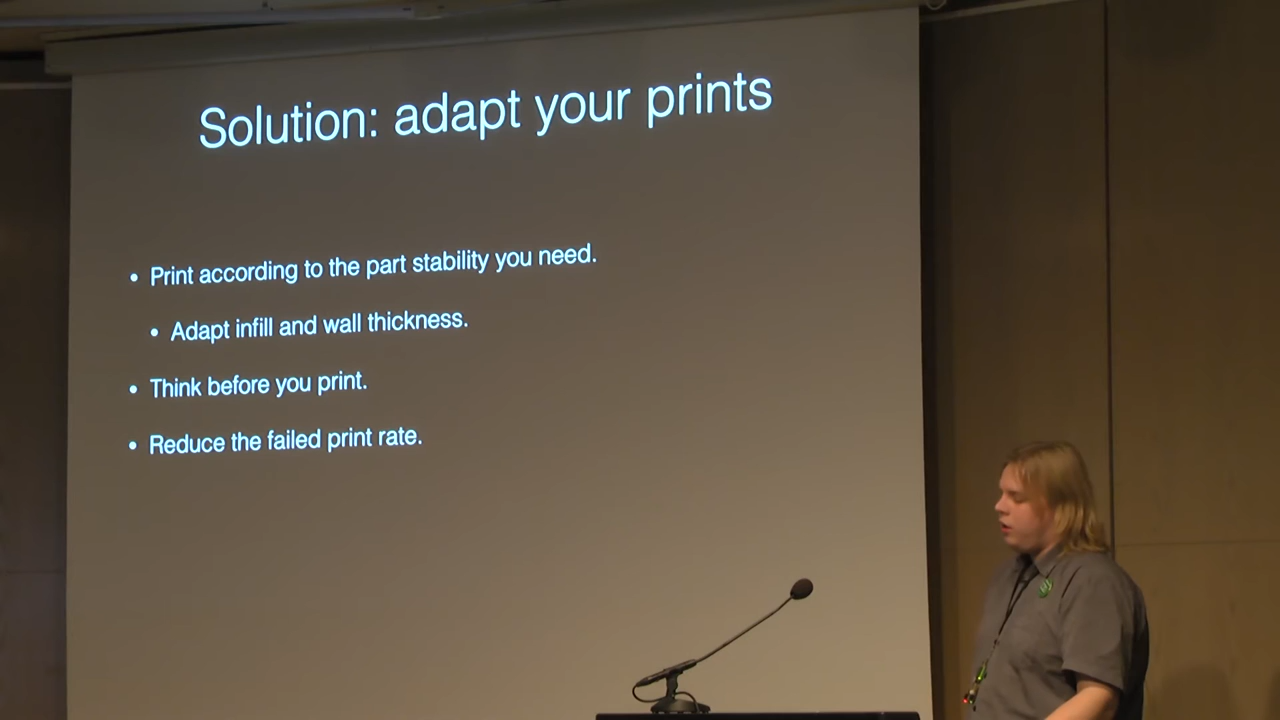 Solution: adapt your prints
• Print according to the part stability you need.
• Adapt infill and wall thickness.
• Think before you print.
• Reduce the failed print rate.